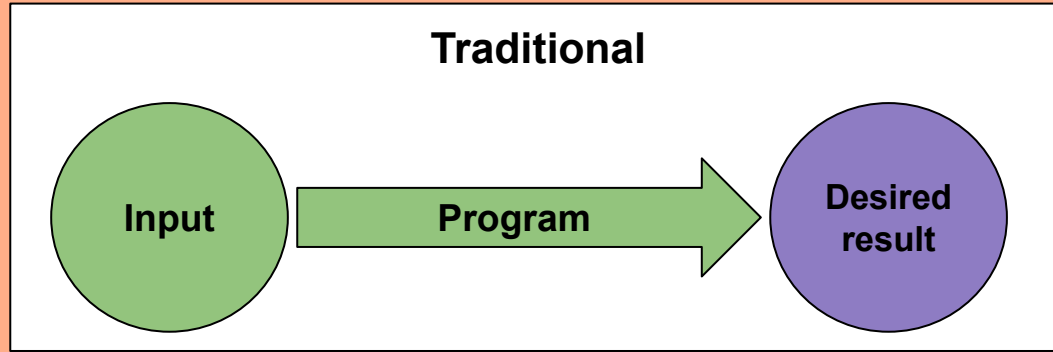 Traditional
Input
Program
Desired
result